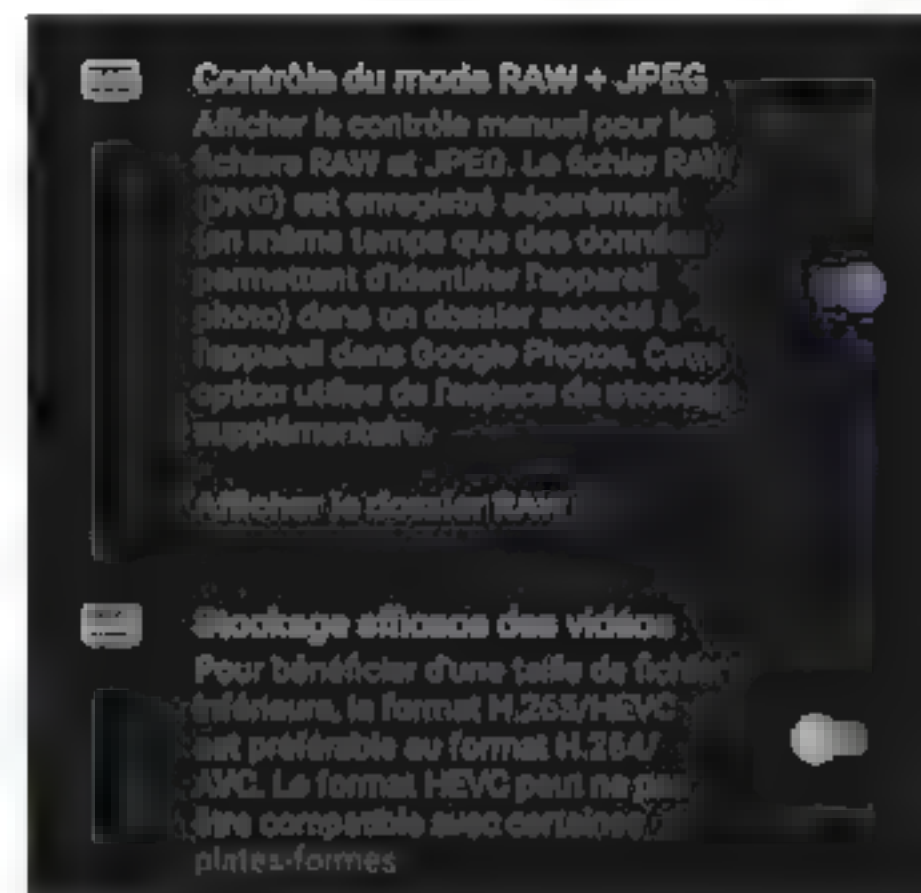 Contrôle du mode RAW + JPEG
Afficher le contrôle manuel pour les
fichiers RAW et JPEG. Le fichier RAW
(DNG) est enregistré séparément
(en même temps que des données
permettant d'identifier l'appareil
photo) dans un dossier associé à
l'appareil dans Google Photos. Cette
option utilise de l'espace de stockage
supplémentaire.
Afficher le dossier RAW
Stockage efficace des vidéos
Pour bénéficier d'une taille de fichier
inférieure, le format H.265/HEVC
est préférable au format H.264/
AVC. Le format HEVC peut ne pas
être compatible avec certaines
plates-formes